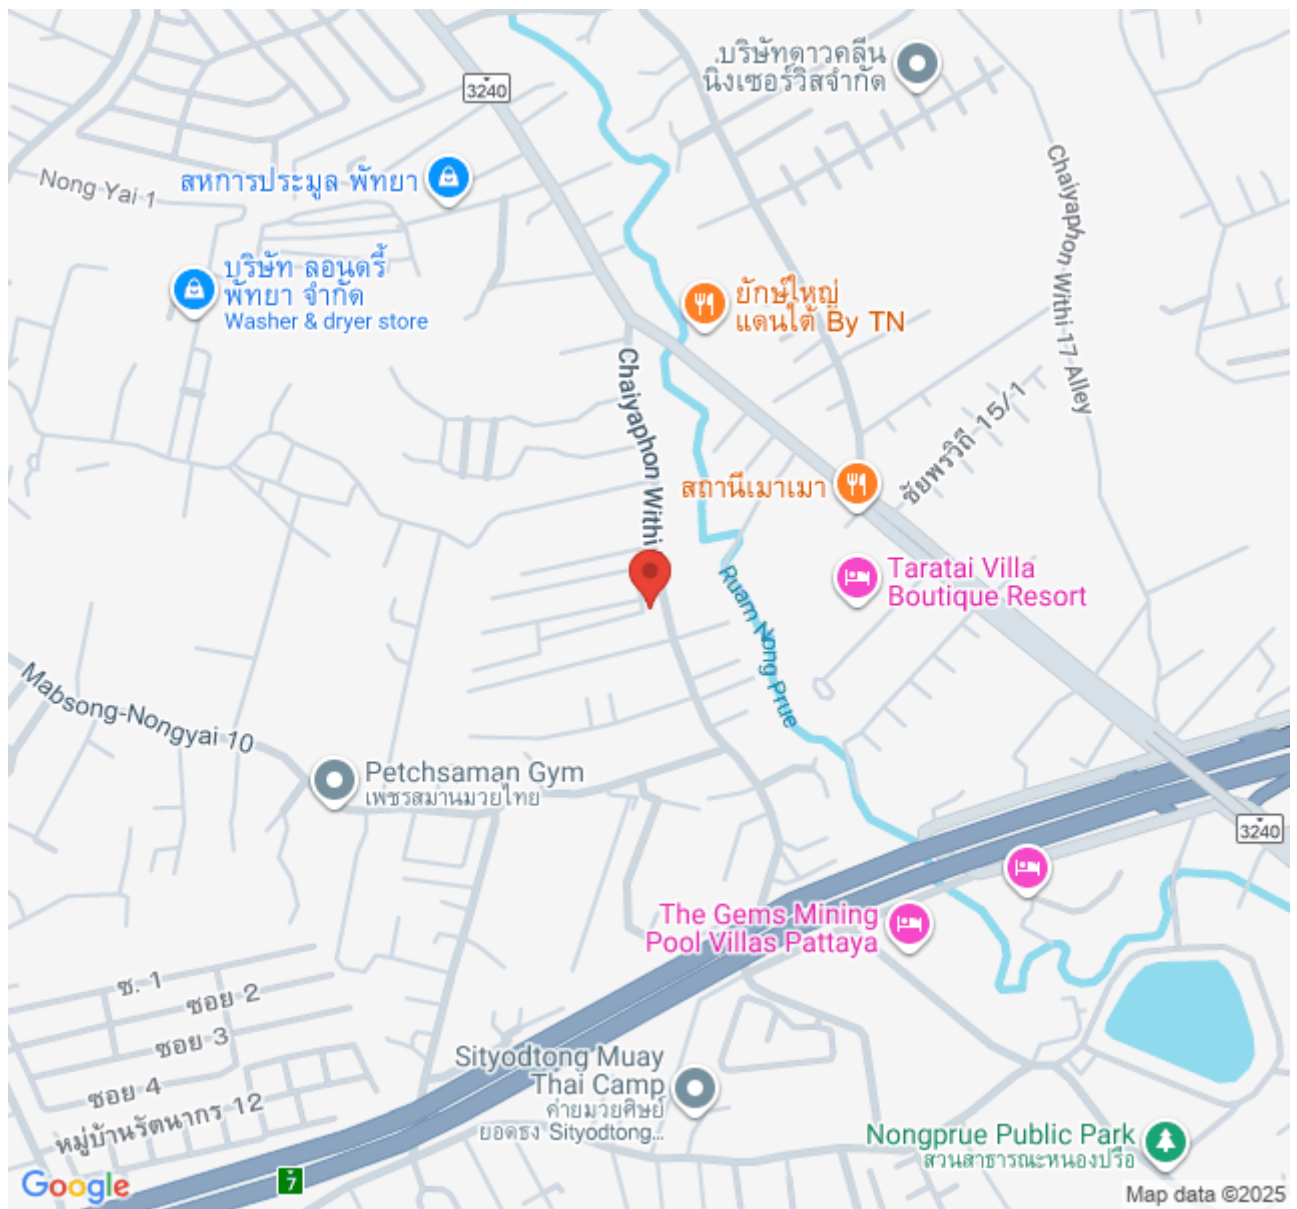 .บริษัทดาวคลีน
นิงเซอร์วิสจำกัด
3240
Chaiyaphon Withi 17 Alley
สหการประมูล พัทยา
Nong Yai 1
บริษัท ลอนดรี้
พัทยา จำกัด
Washer & dryer store
ยักษ์ใหญ่
แดนใต้ By TN
Chaiyaphon Withi
ชัยพรวิถี 15/1
สถานีเมาเมา
Taratai Villa
Boutique Resort
Ruam Nong Prue
Mabsong-Nongyai 10
Petchsaman Gym
เพชรสมานมวยไทย
3240
The Gems Mining
Pool Villas Pattaya
ซ. 1
ซอย 2
ซอย 3
ซอย 4
หมู่บ้านรัตนากร 12
Sityodtong Muay
Thai Camp
ค่ายมวยศิษย์
ยอดธง Sityodtong...
Nongprue Public Park
สวนสาธารณะหนองปรือ
7
Google
Map data ©2025